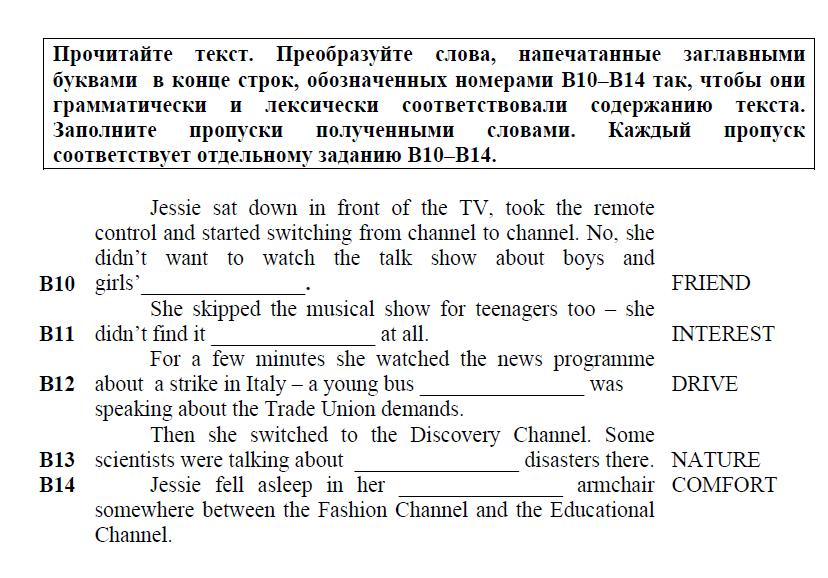 Прочитайте текст. Преобразуйте слова, напечатанные заглавными
буквами в конце строк, обозначенных номерами B10–B14 так, чтобы они
грамматически и лексически соответствовали содержанию текста.
Заполните пропуски полученными словами. Каждый пропуск
соответствует отдельному заданию B10–B14.
Jessie sat down in front of the TV, took the remote
control and started switching from channel to channel. No, she
didn’t want to watch the talk show about boys and
B10 girls’_______________. FRIEND
She skipped the musical show for teenagers too – she
B11 didn’t find it _______________ at all. INTEREST
For a few minutes she watched the news programme
B12 about a strike in Italy – a young bus _______________ was DRIVE
speaking about the Trade Union demands.
Then she switched to the Discovery Channel. Some
B13 scientists were talking about _______________ disasters there. NATURE
B14 Jessie fell asleep in her _______________ armchair COMFORT
somewhere between the Fashion Channel and the Educational
Channel.